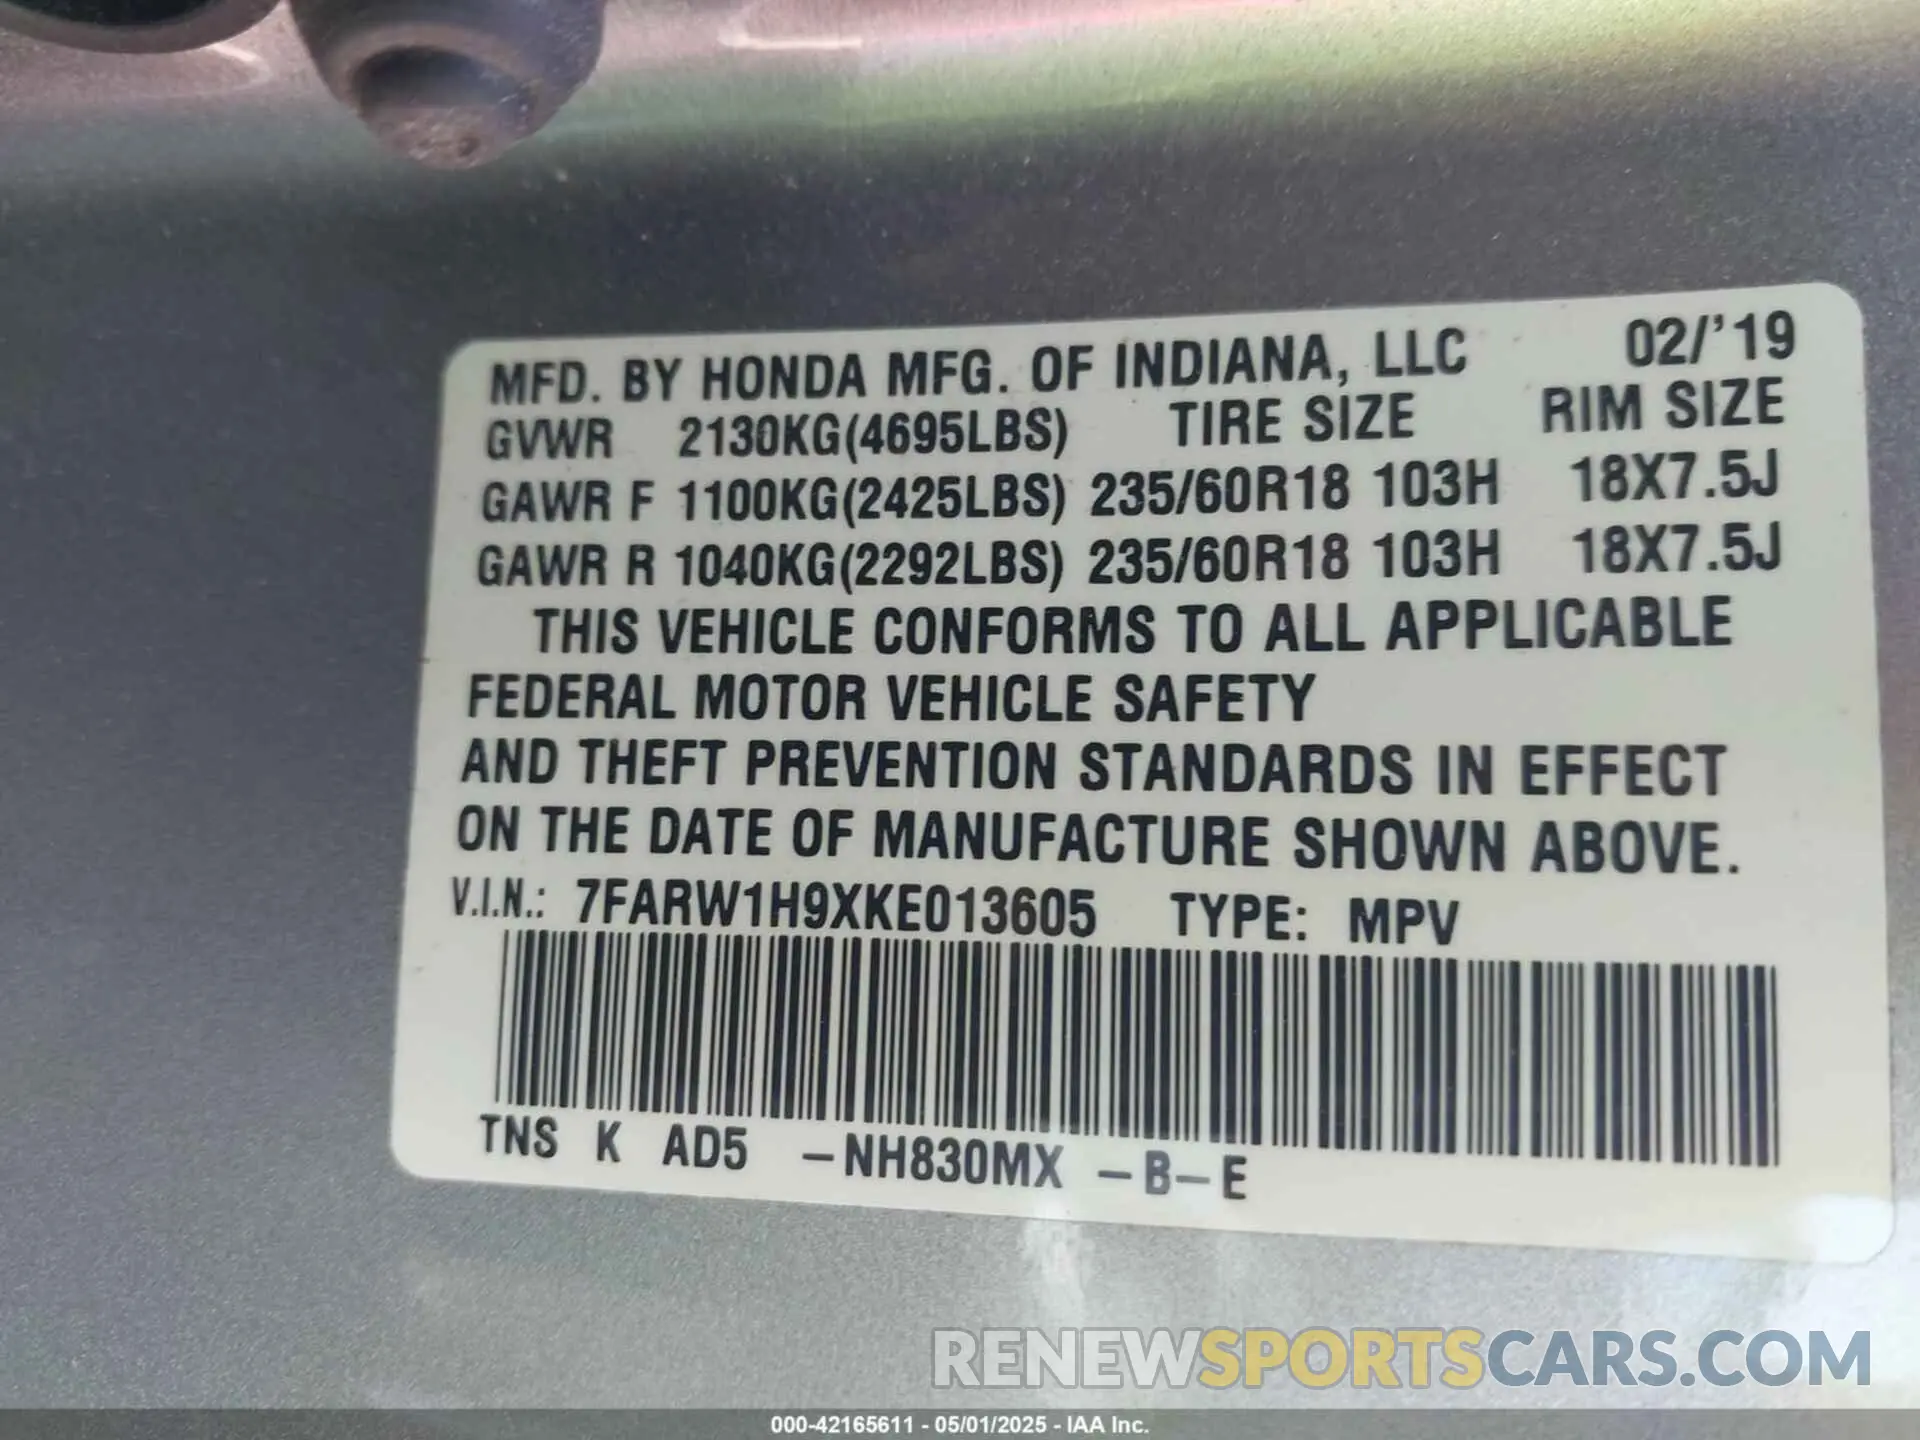 MFD. BY HONDA MFG. OF INDIANA, LLC 02/'19
GVWR 2130KG(4695LBS) TIRE SIZE RIM SIZE
GAWR F 1100KG(2425LBS) 235/60R18 103H 18X7.5J
GAWR R 1040KG(2292LBS) 235/60R18 103H 18X7.5J
THIS VEHICLE CONFORMS TO ALL APPLICABLE
FEDERAL MOTOR VEHICLE SAFETY
AND THEFT PREVENTION STANDARDS IN EFFECT
ON THE DATE OF MANUFACTURE SHOWN ABOVE.
V.I.N.: 7FARW1H9XKE013605 TYPE: MPV
TNS K AD5 -NH830MX -B-E
RENEWSPORTSCARS.COM
000-42165611 - 05/01/2025 - IAA Inc.